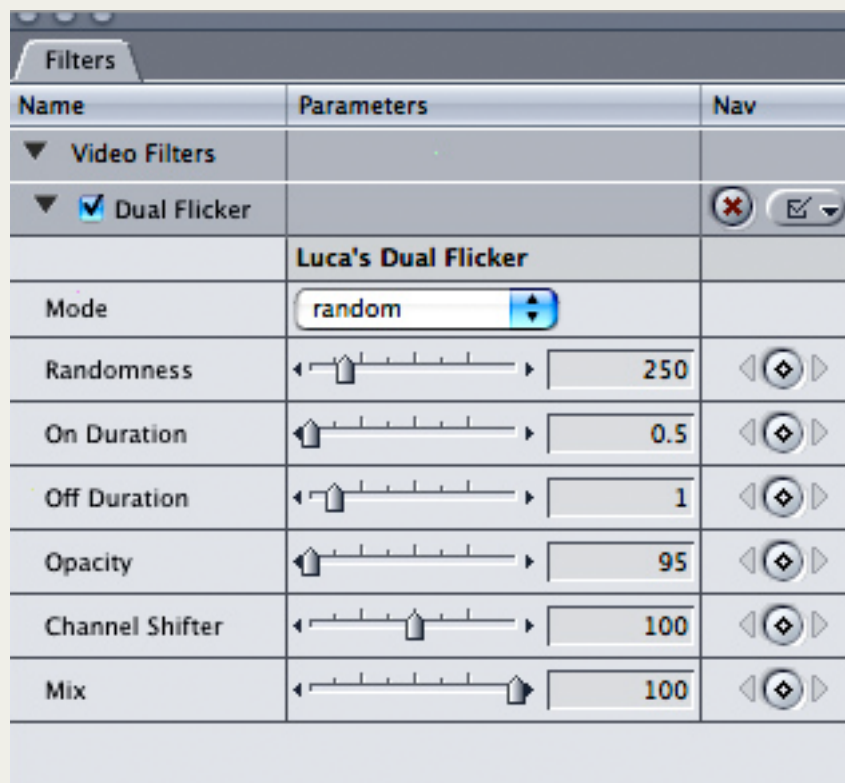 Filters
Name Parameters Nav
Video Filters
Dual Flicker
Luca's Dual Flicker
Mode random
Randomness 250
On Duration 0.5
Off Duration 1
Opacity 95
Channel Shifter 100
Mix 100